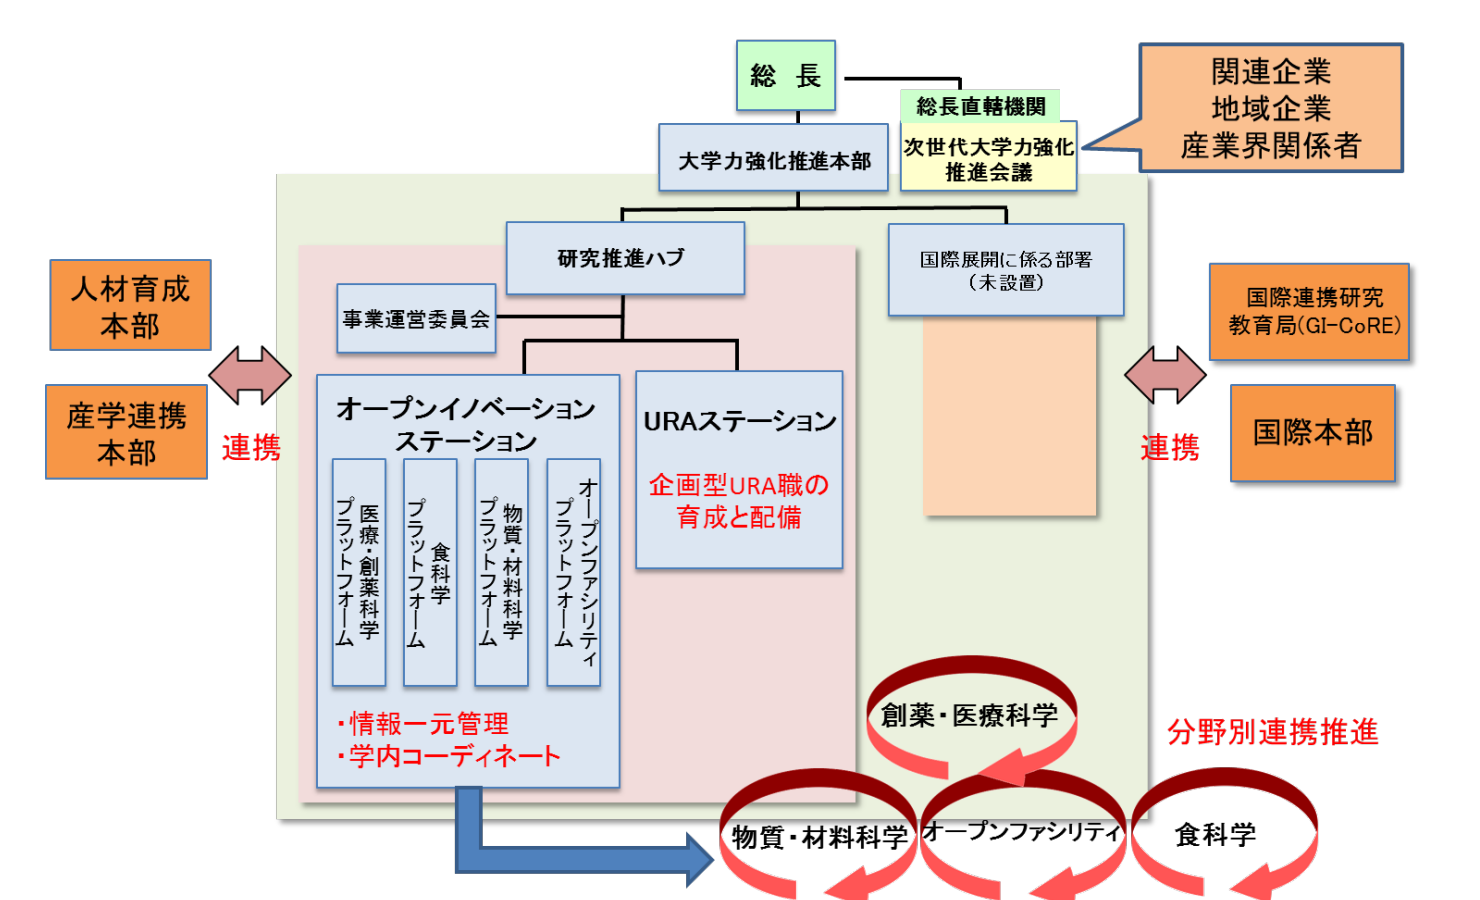 総　長
総長直轄機関
次世代大学力強化
推進会議
関連企業
地域企業
産業界関係者
大学力強化推進本部
研究推進ハブ
国際展開に係る部署
（未設置）
事業運営委員会
人材育成
本部
産学連携
本部
連携
国際連携研究
教育局(GI-CoRE)
国際本部
連携
オープンイノベーション
ステーション
医療・創薬科学
プラットフォーム
食科学
プラットフォーム
物質・材料科学
プラットフォーム
オープンファシリティ
プラットフォーム
・情報一元管理
・学内コーディネート
URAステーション
企画型URA職の
育成と配備
創薬・医療科学
分野別連携推進
物質・材料科学
オープンファシリティ
食科学